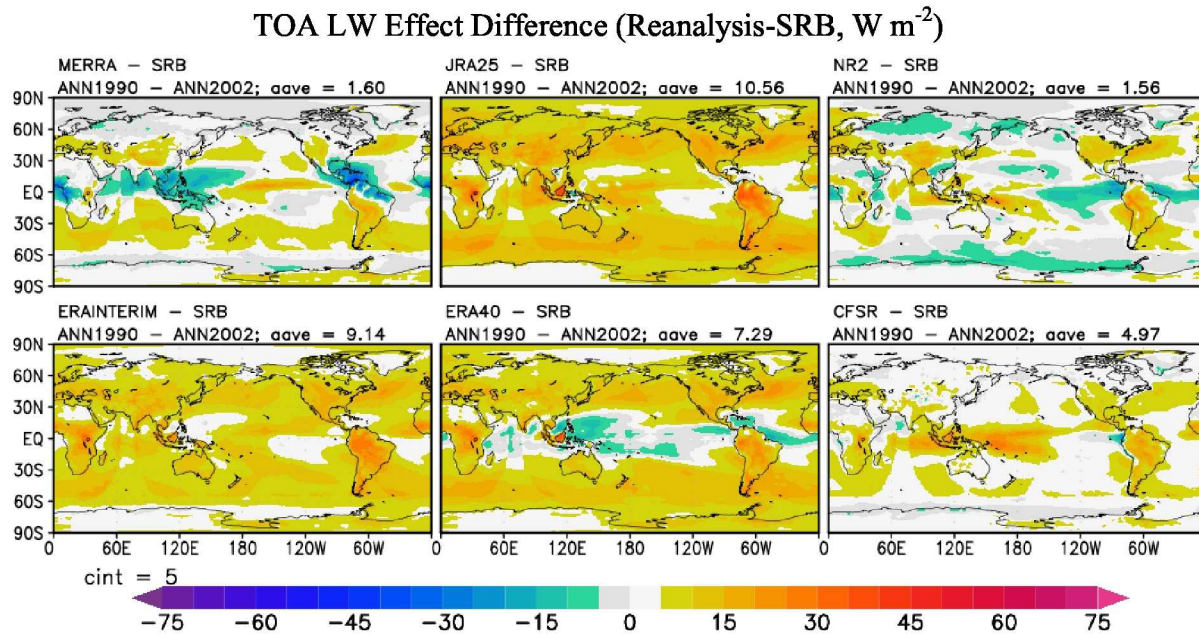 TOA LW Effect Difference (Reanalysis-SRB, W m-2)
MERRA – SRB
ANN1990 – ANN2002; aave = 1.60
JRA25 – SRB
ANN1990 – ANN2002; aave = 10.56
NR2 – SRB
ANN1990 – ANN2002; aave = 1.56
90N
60N
30N
EQ
30S
60S
90S
ERAINTERIM – SRB
ANN1990 – ANN2002; aave = 9.14
ERA40 – SRB
ANN1990 – ANN2002; aave = 7.29
CFSR – SRB
ANN1990 – ANN2002; aave = 4.97
90N
60N
30N
EQ
30S
60S
90S
0 60E 120E 180 120W 60W 0 60E 120E 180 120W 60W 0 60E 120E 180 120W 60W
cint = 5
-75 -60 -45 -30 -15 0 15 30 45 60 75